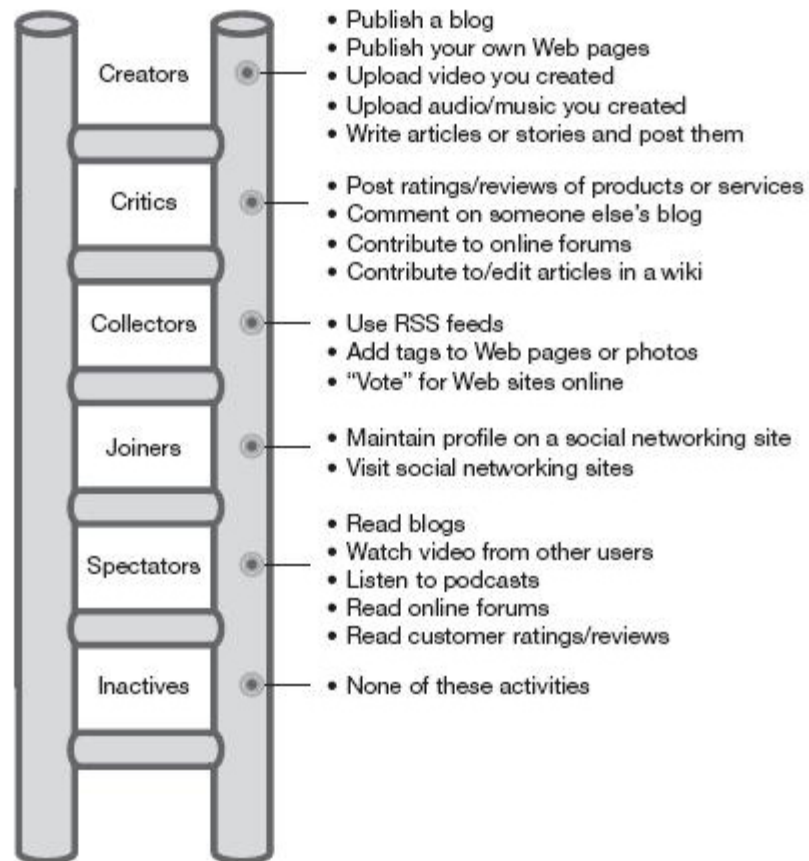 Creators
• Publish a blog
• Publish your own Web pages
• Upload video you created
• Upload audio/music you created
• Write articles or stories and post them
Critics
• Post ratings/reviews of products or services
• Comment on someone else's blog
• Contribute to online forums
• Contribute to/edit articles in a wiki
Collectors
• Use RSS feeds
• Add tags to Web pages or photos
• “Vote” for Web sites online
Joiners
• Maintain profile on a social networking site
• Visit social networking sites
Spectators
• Read blogs
• Watch video from other users
• Listen to podcasts
• Read online forums
• Read customer ratings/reviews
Inactives
• None of these activities